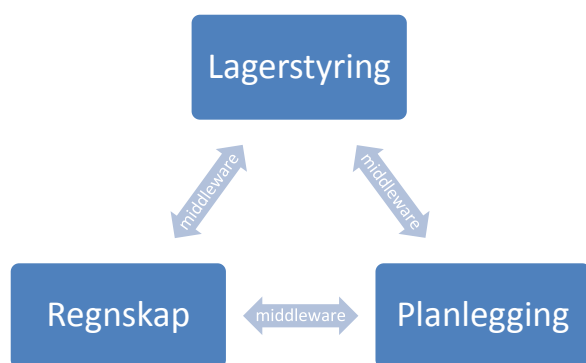 Lagerstyring
middleware
middleware
Regnskap
middleware
Planlegging